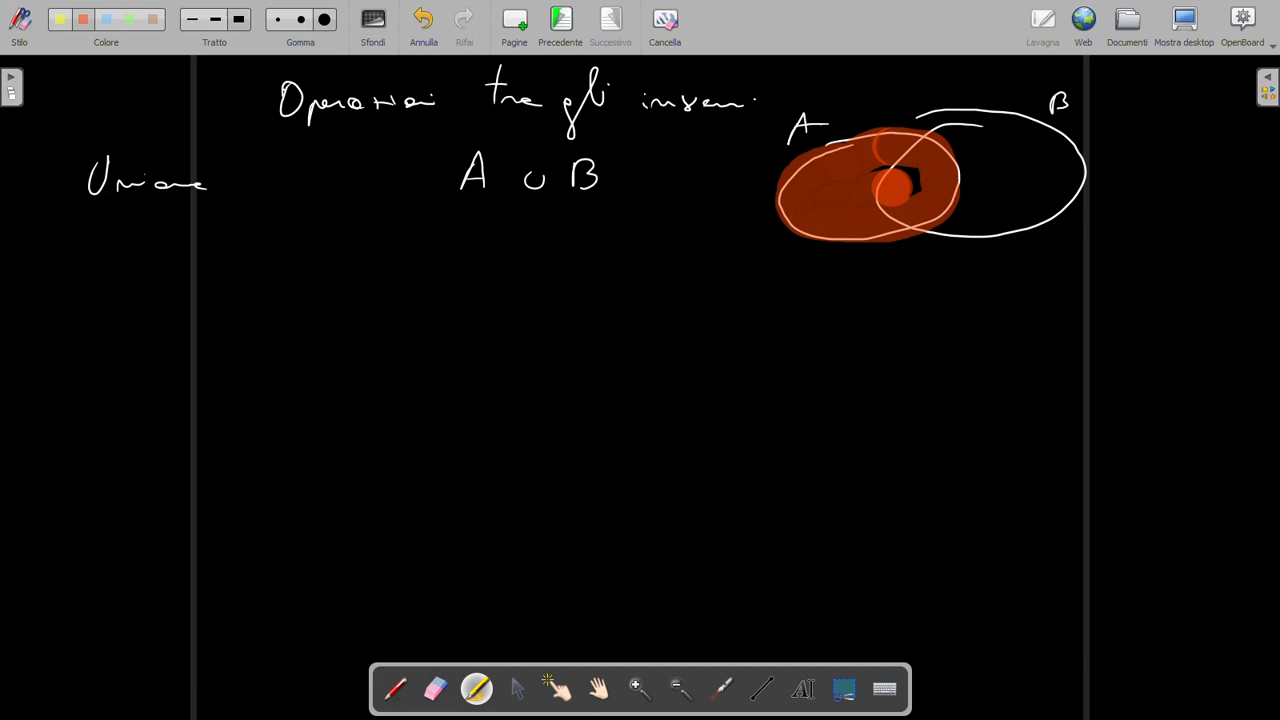 Stilo Colore Tratto Gomma Sfondi Annulla Rifai Pagine Precedente Successivo Cancella Lavagna Web Documenti Mostra desktop OpenBoard
Operazioni tra gli insiemi
A B
Unione A ∪ B
AI